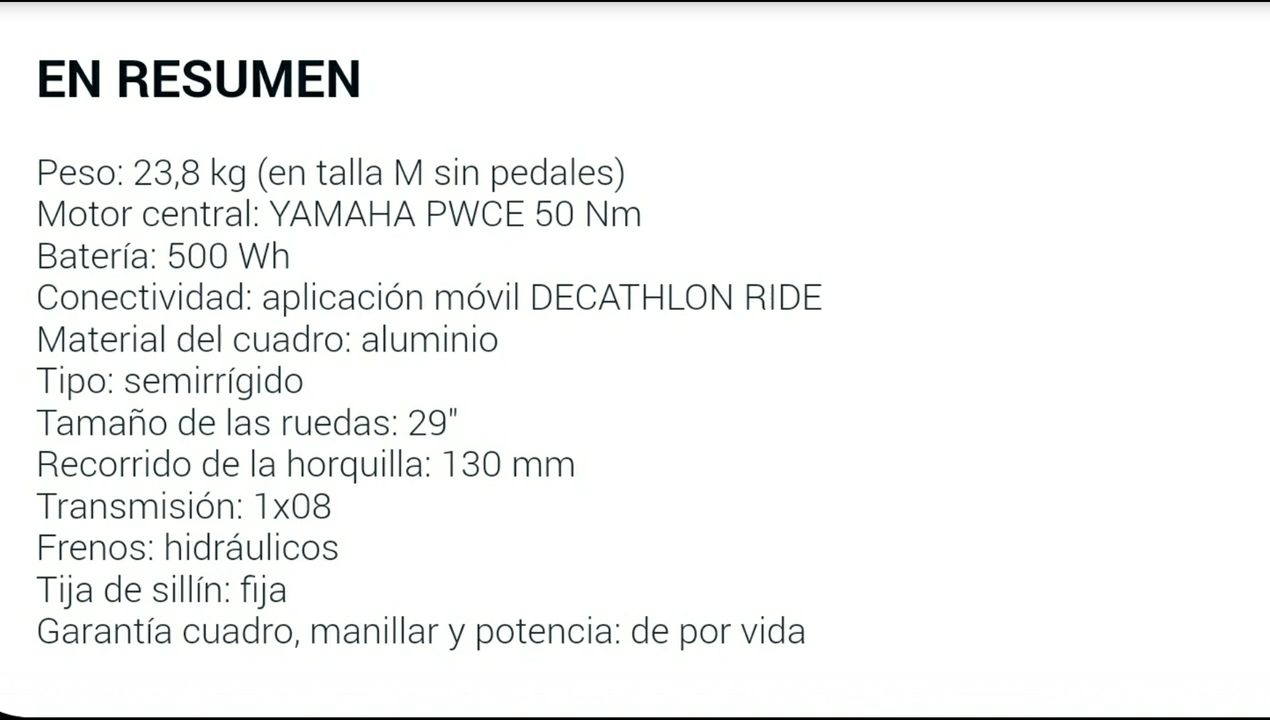 EN RESUMEN
Peso: 23,8 kg (en talla M sin pedales)
Motor central: YAMAHA PWCE 50 Nm
Batería: 500 Wh
Conectividad: aplicación móvil DECATHLON RIDE
Material del cuadro: aluminio
Tipo: semirrígido
Tamaño de las ruedas: 29"
Recorrido de la horquilla: 130 mm
Transmisión: 1x08
Frenos: hidráulicos
Tija de sillín: fija
Garantía cuadro, manillar y potencia: de por vida